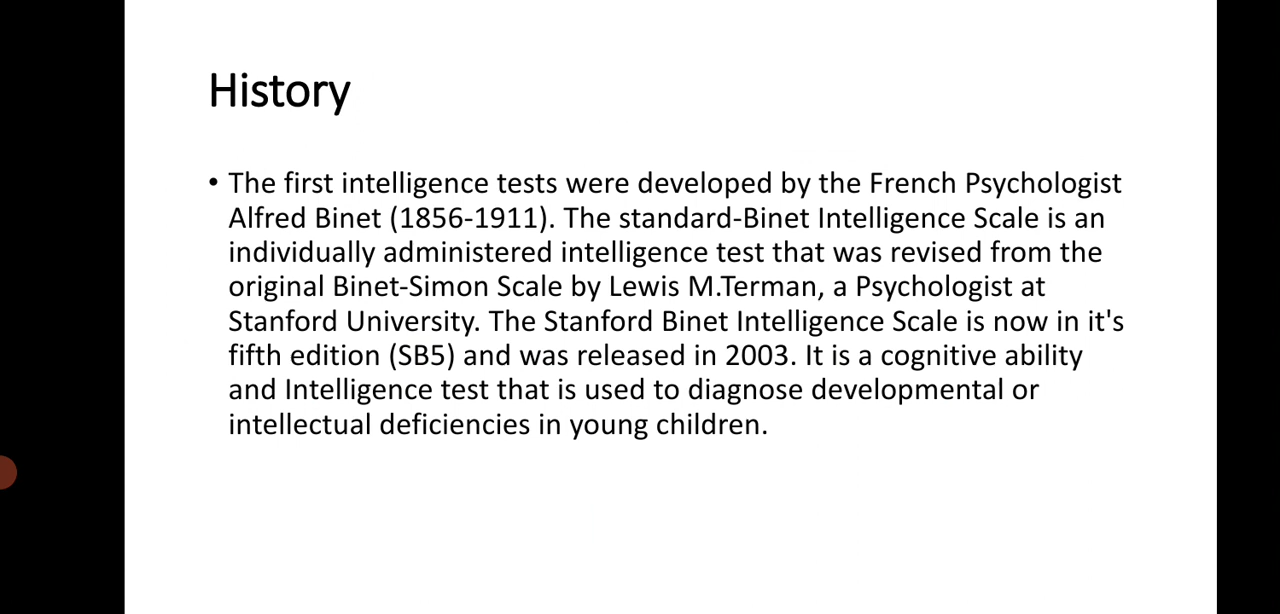 History
• The first intelligence tests were developed by the French Psychologist
Alfred Binet (1856-1911). The standard-Binet Intelligence Scale is an
individually administered intelligence test that was revised from the
original Binet-Simon Scale by Lewis M.Terman, a Psychologist at
Stanford University. The Stanford Binet Intelligence Scale is now in it's
fifth edition (SB5) and was released in 2003. It is a cognitive ability
and Intelligence test that is used to diagnose developmental or
intellectual deficiencies in young children.